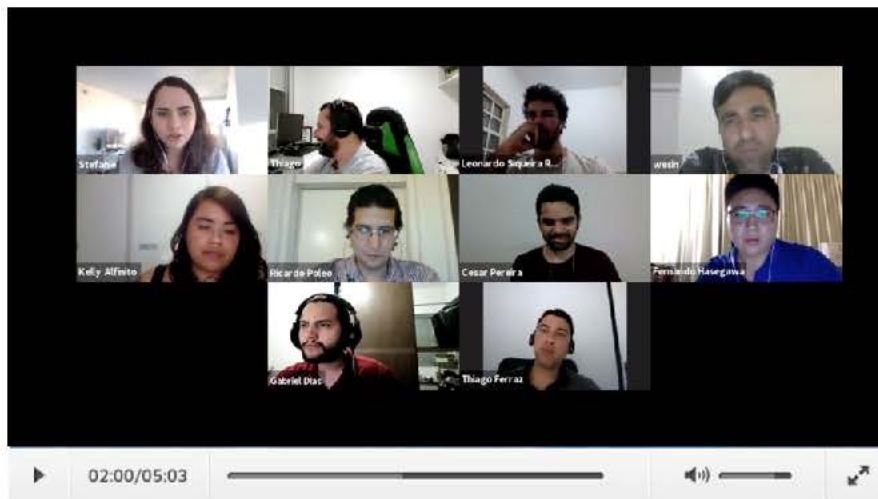 Stefanie
Thiago
Leonardo Siqueira R...
wesin
Kelly Alfinito
Ricardo Poleo
Cesar Pereira
Fernando Hasegawa
Gabriel Dias
Thiago Ferraz
02:00/05:03